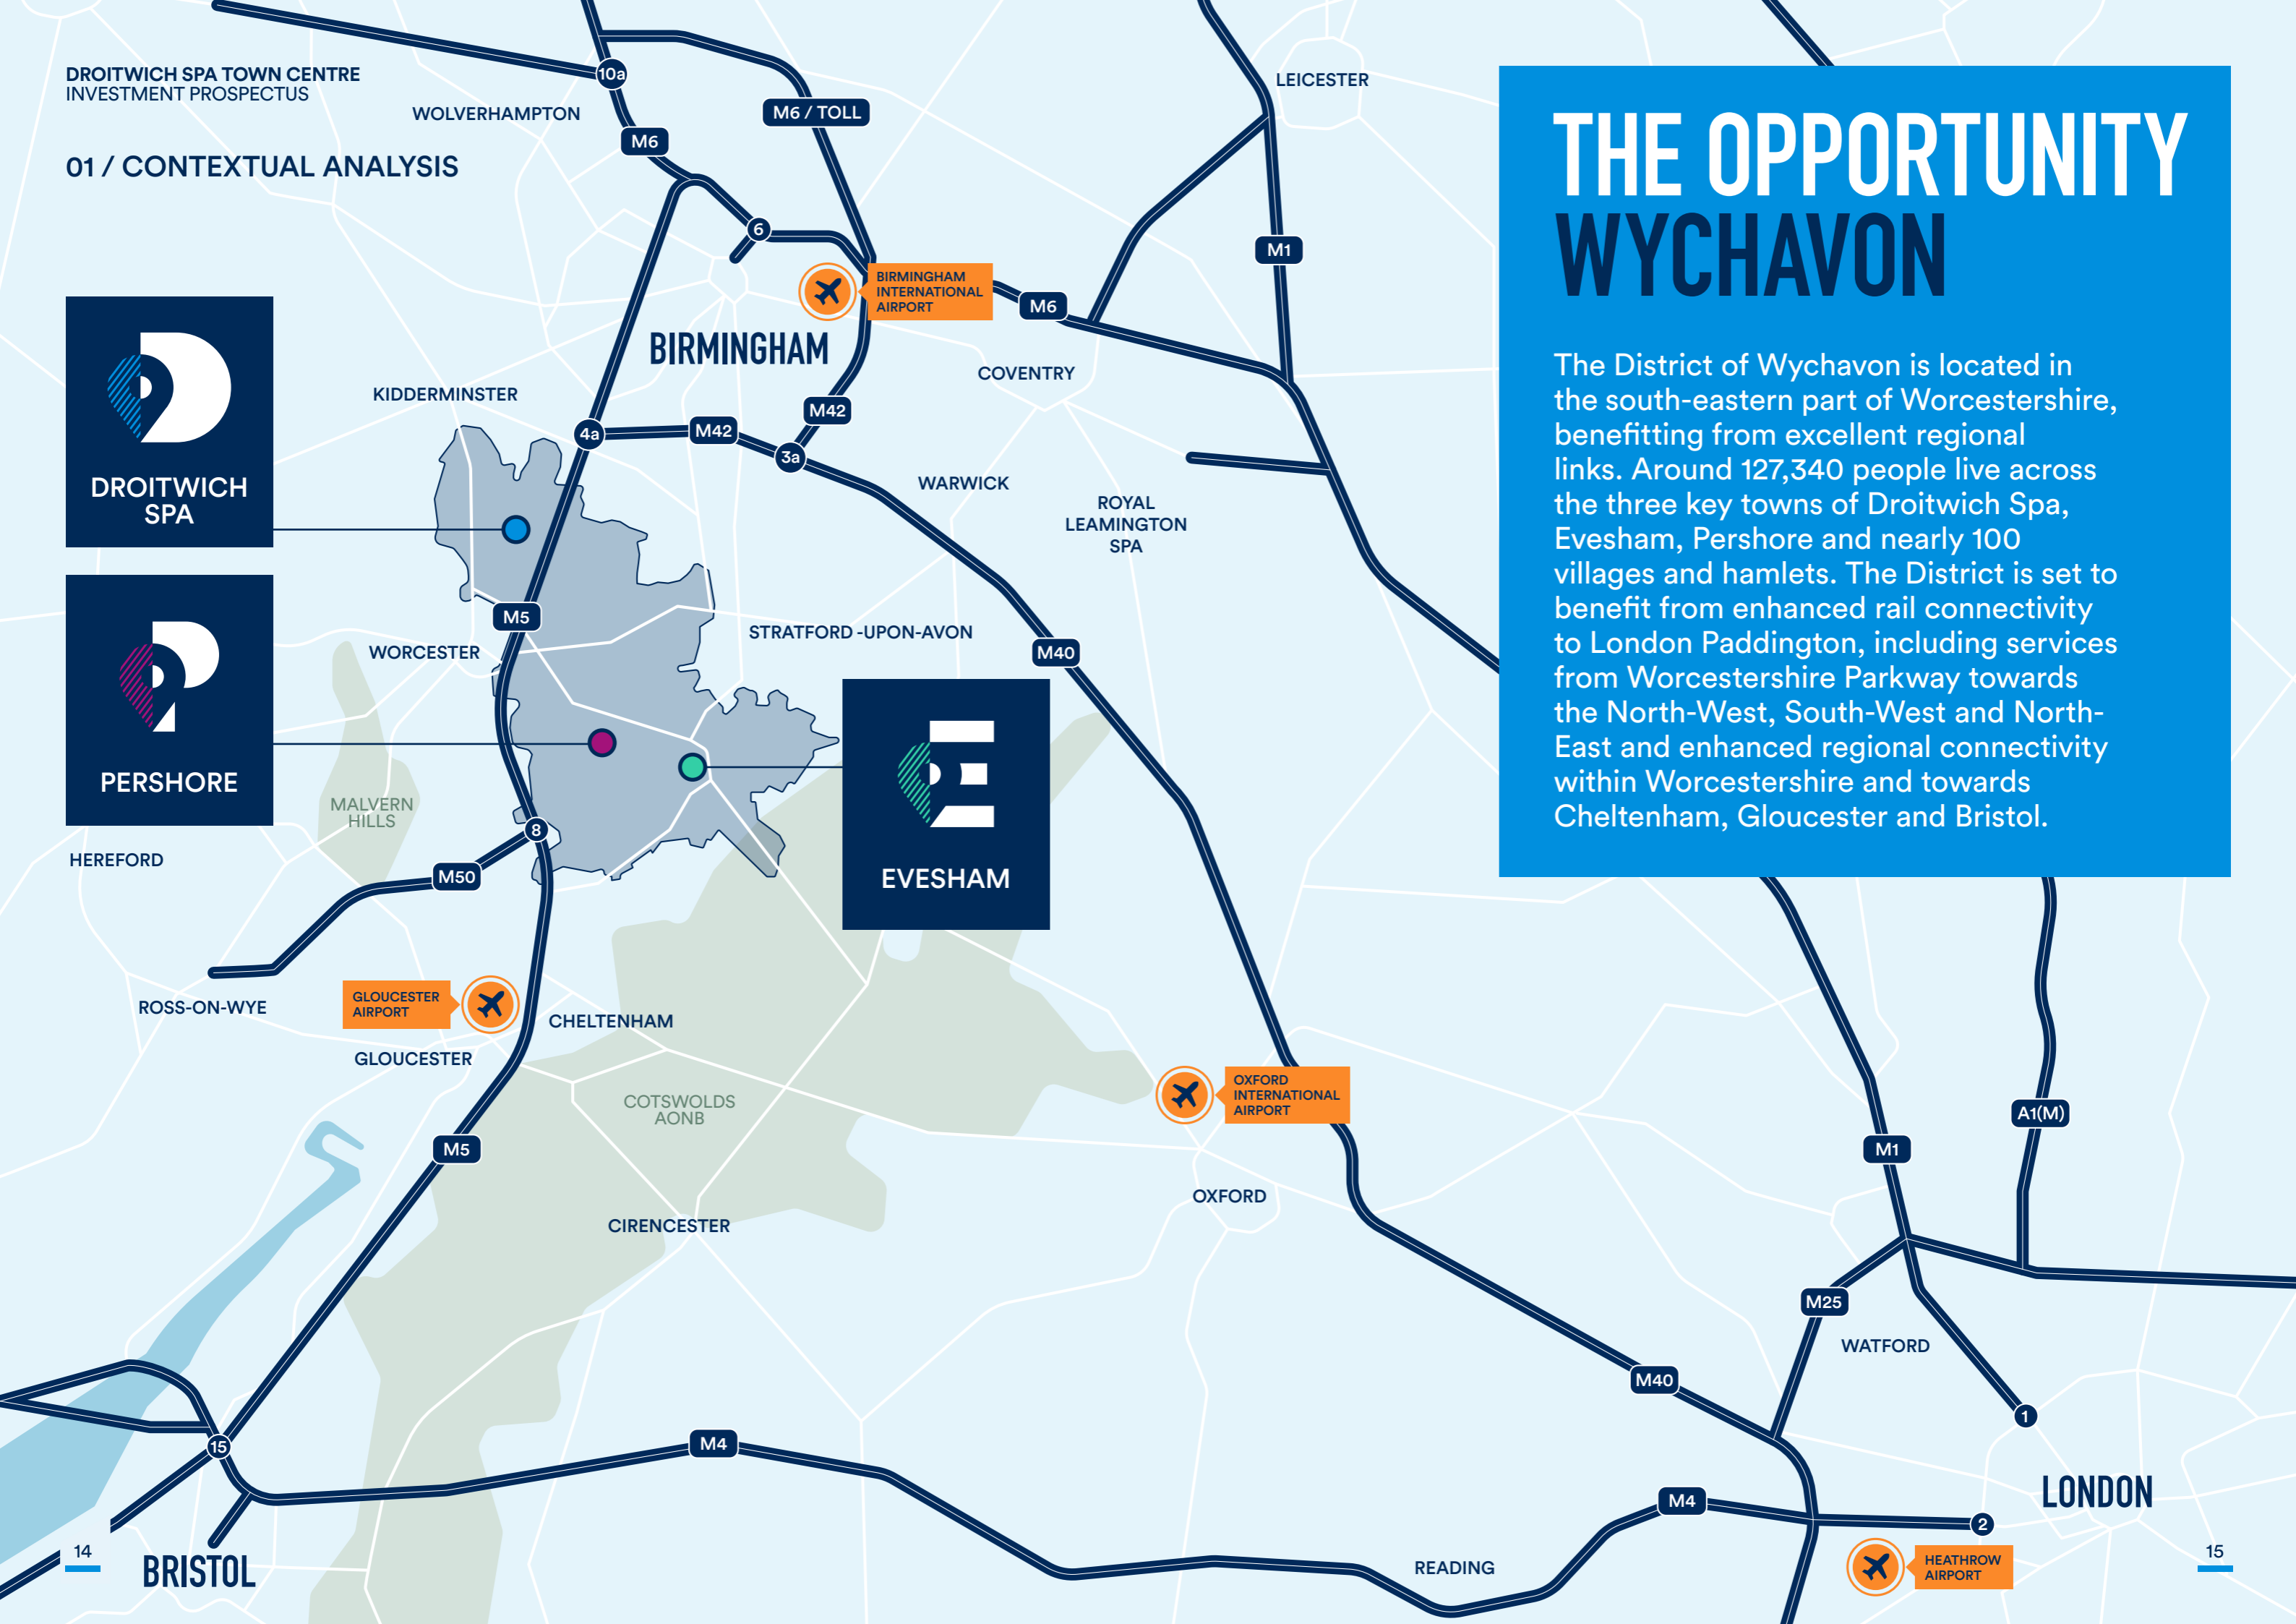 DROITWICH SPA TOWN CENTRE
INVESTMENT PROSPECTUS
01 / CONTEXTUAL ANALYSIS
THE OPPORTUNITY
WYCHAVON
The District of Wychavon is located in
the south-eastern part of Worcestershire,
benefitting from excellent regional
links. Around 127,340 people live across
the three key towns of Droitwich Spa,
Evesham, Pershore and nearly 100
villages and hamlets. The District is set to
benefit from enhanced rail connectivity
to London Paddington, including services
from Worcestershire Parkway towards
the North-West, South-West and North-
East and enhanced regional connectivity
within Worcestershire and towards
Cheltenham, Gloucester and Bristol.
10a
WOLVERHAMPTON
M6 / TOLL
M6
LEICESTER
6
M1
BIRMINGHAM
INTERNATIONAL
AIRPORT
M6
BIRMINGHAM
COVENTRY
KIDDERMINSTER
M42
4a
M42
3a
DROITWICH
SPA
WARWICK
ROYAL
LEAMINGTON
SPA
M5
STRATFORD -UPON-AVON
WORCESTER
M40
PERSHORE
MALVERN
HILLS
8
HEREFORD
M50
EVESHAM
GLOUCESTER
AIRPORT
ROSS-ON-WYE
CHELTENHAM
GLOUCESTER
COTSWOLDS
AONB
OXFORD
INTERNATIONAL
AIRPORT
A1(M)
M5
M1
OXFORD
CIRENCESTER
M25
WATFORD
M40
1
15
M4
M4
LONDON
2
READING
HEATHROW
AIRPORT
BRISTOL
14
15